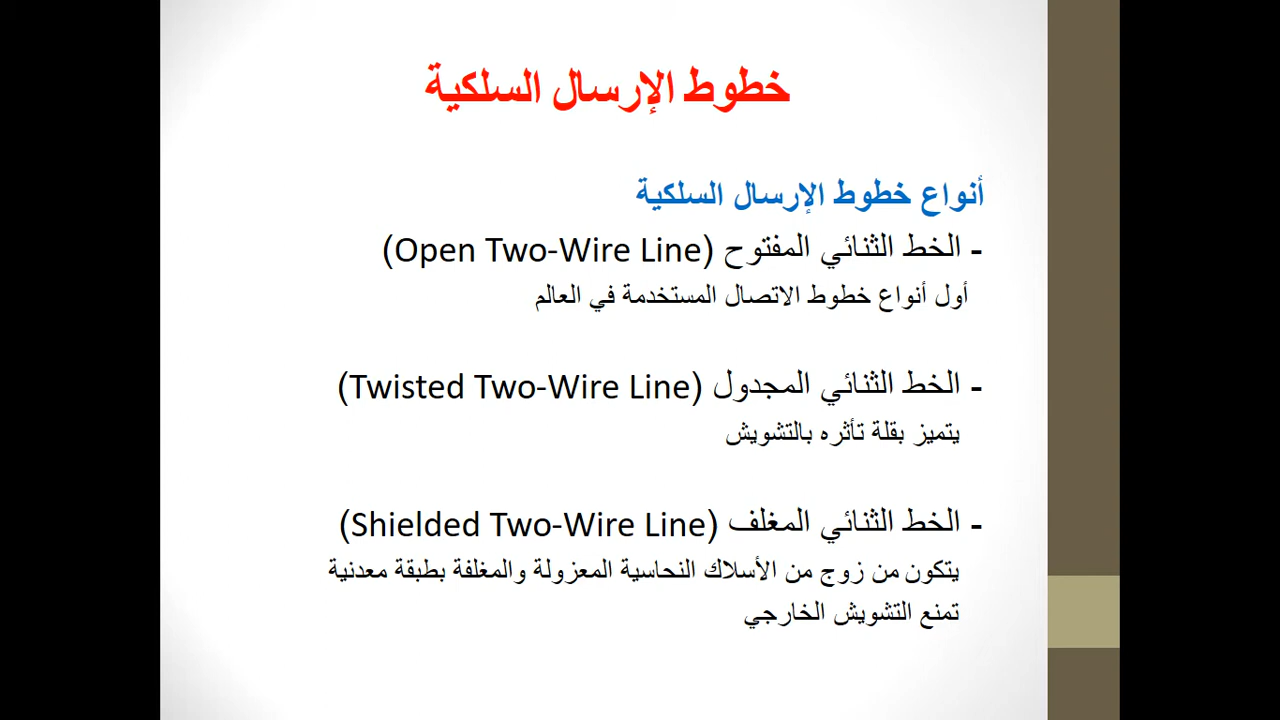 خطوط الإرسال السلكية
أنواع خطوط الإرسال السلكية
- الخط الثنائي المفتوح (Open Two-Wire Line)
أول أنواع خطوط الاتصال المستخدمة في العالم
- الخط الثنائي المجدول (Twisted Two-Wire Line)
يتميز بقلة تأثره بالتشويش
- الخط الثنائي المغلف (Shielded Two-Wire Line)
يتكون من زوج من الأسلاك النحاسية المعزولة والمغلفة بطبقة معدنية
تمنع التشويش الخارجي